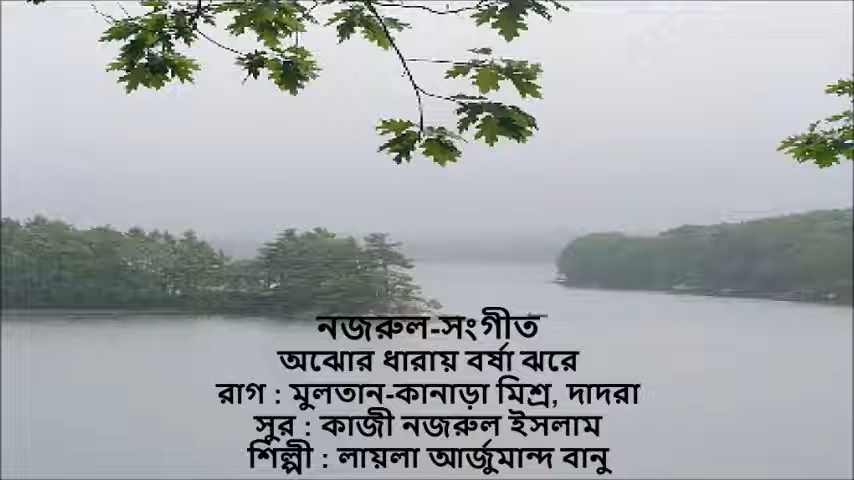 নজরুল-সংগীত
অঝোর ধারায় বর্ষা ঝরে
রাগ : মুলতান-কানাড়া মিশ্র, দাদরা
সুর : কাজী নজরুল ইসলাম
শিল্পী : লায়লা আর্জুমান্দ বানু